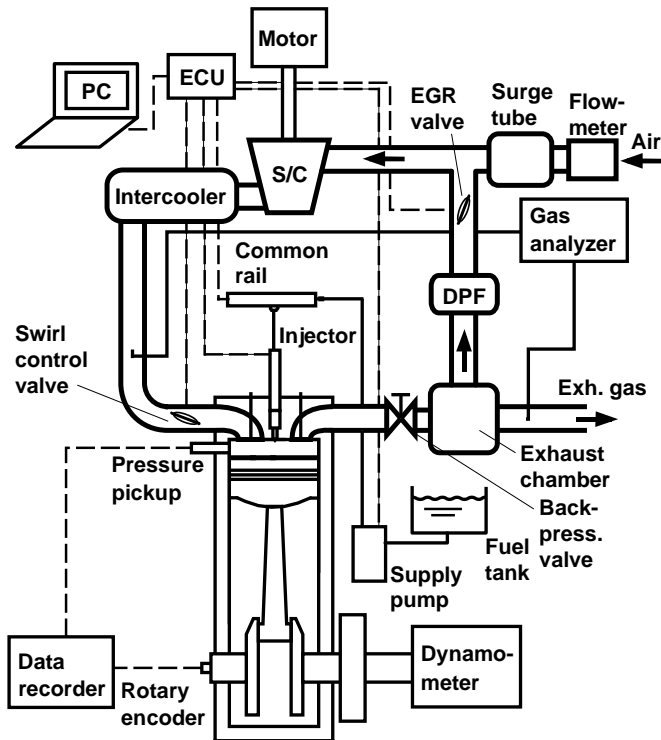 Motor
PC
ECU
EGR
valve
Surge
tube
Flow-
meter
Air
S/C
Intercooler
Gas
analyzer
Common
rail
DPF
Injector
Swirl
control
valve
Exh. gas
Pressure
pickup
Exhaust
chamber
Back-
press.
valve
Fuel
tank
Supply
pump
Data
recorder
Rotary
encoder
Dynamo-
meter